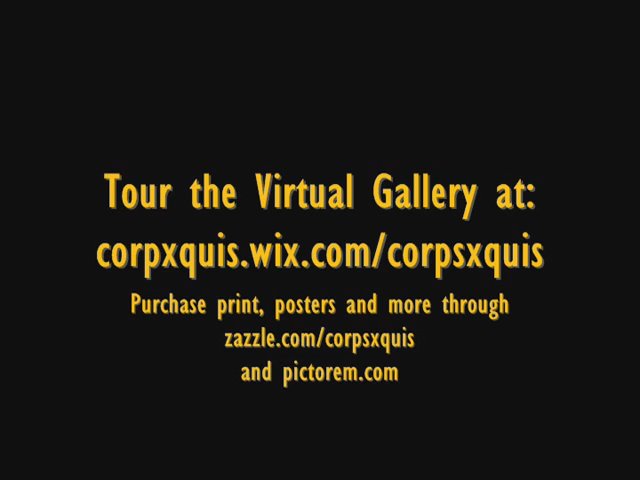 Tour the Virtual Gallery at:
corpxquis.wix.com/corpsxquis
Purchase print, posters and more through
zazzle.com/corpsxquis
and pictorem.com